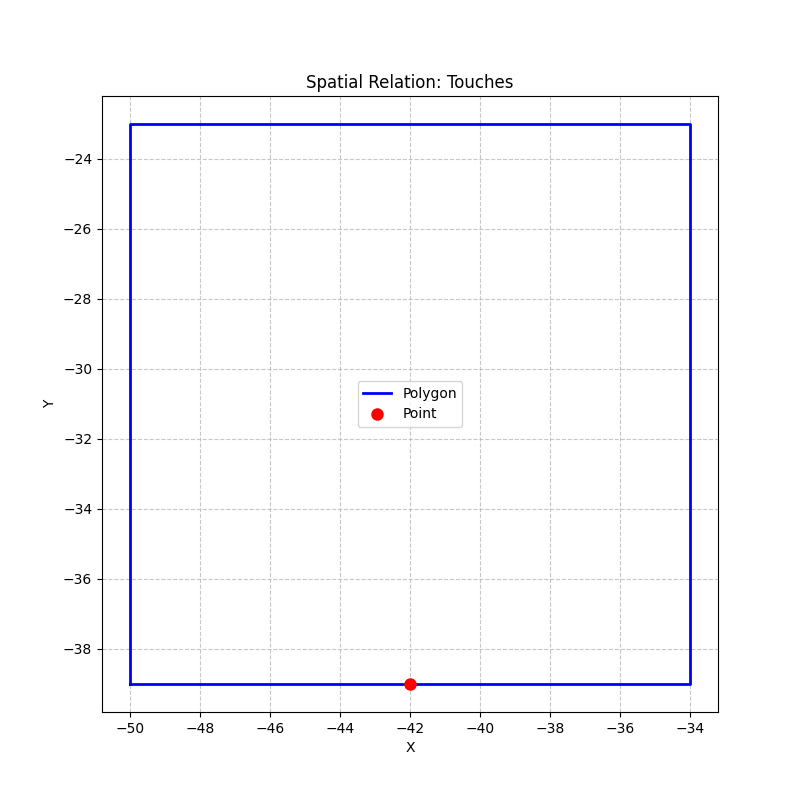 Spatial Relation: Touches
Y
−24
−26
−28
−30
−32
−34
−36
−38
Polygon
Point
−50 −48 −46 −44 −42 −40 −38 −36 −34
X